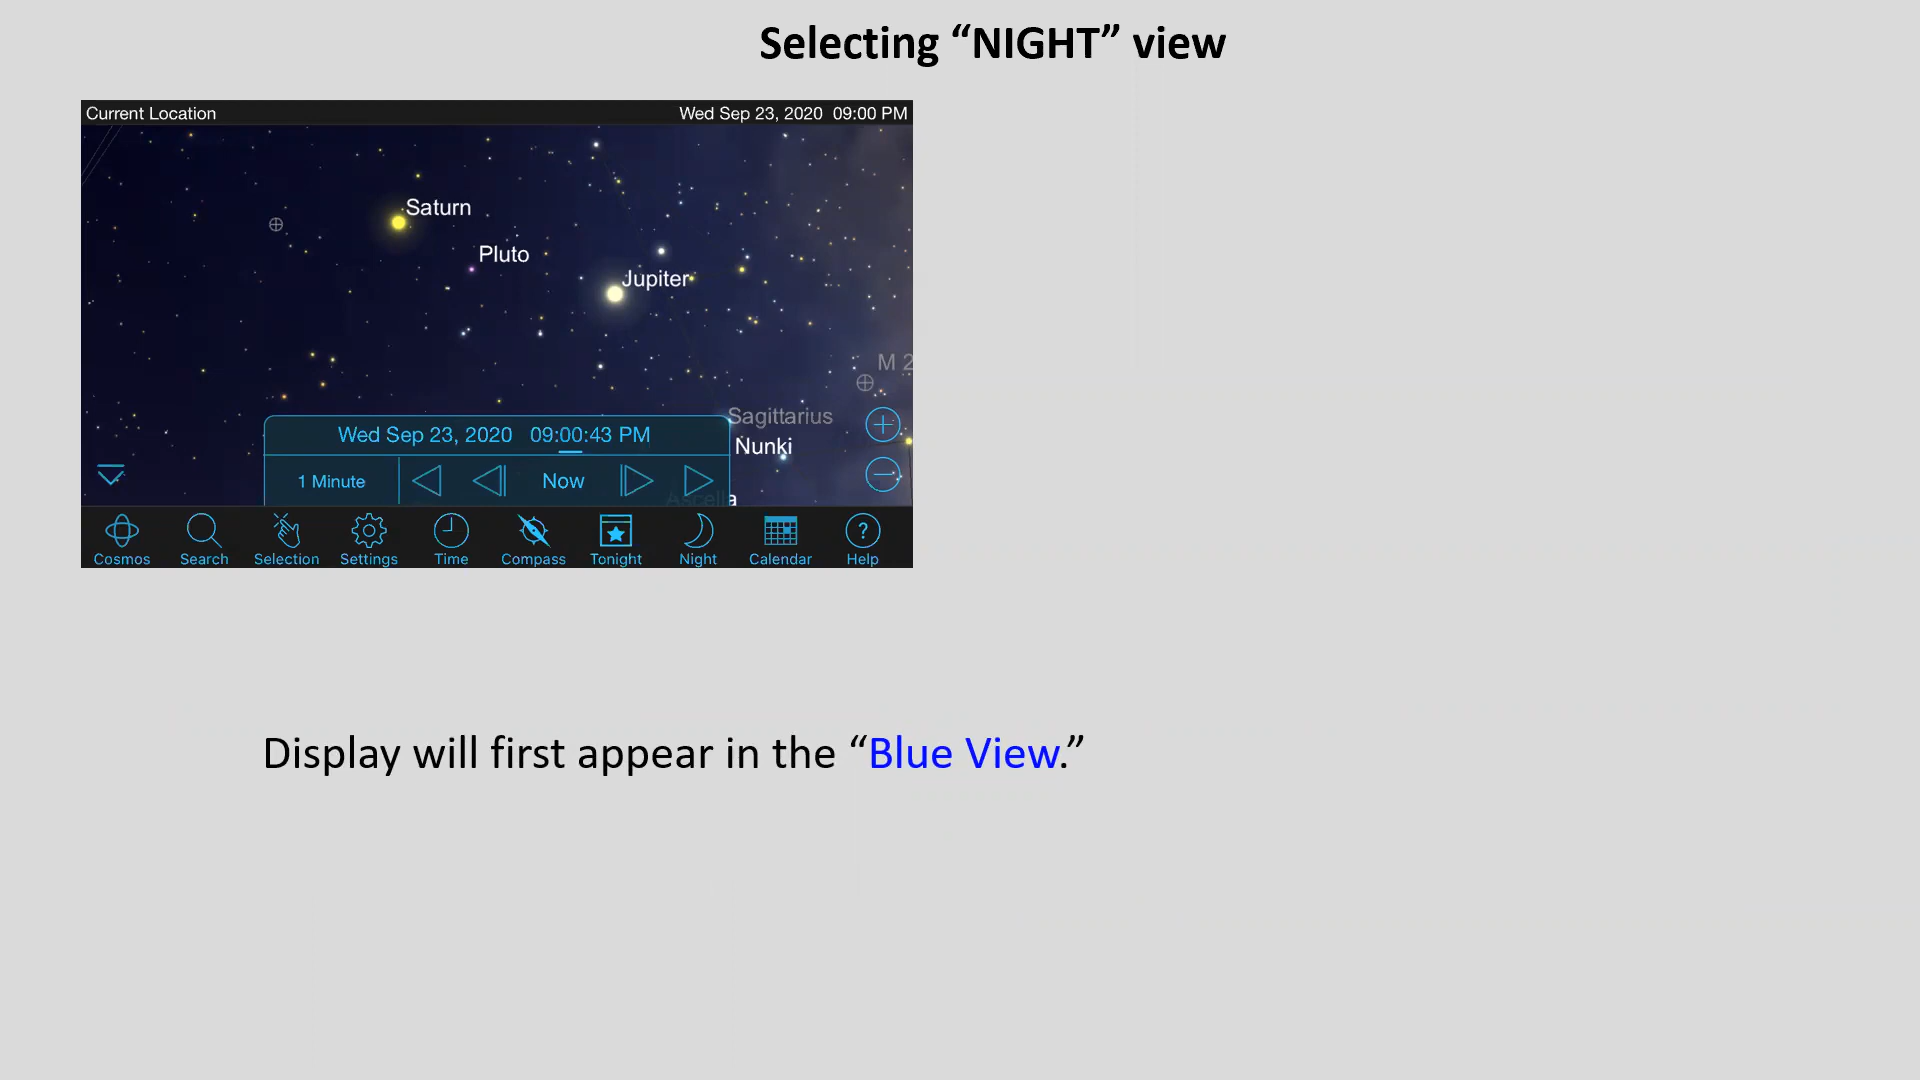 Selecting “NIGHT” view
Current Location
Wed Sep 23, 2020 09:00 PM
Saturn
Pluto
Jupiter
M 2
Sagittarius
Nunki
Wed Sep 23, 2020 09:00:43 PM
1 Minute
Now
Ascella
Cosmos
Search
Selection
Settings
Time
Compass
Tonight
Night
Calendar
?
Help
Display will first appear in the “Blue View.”